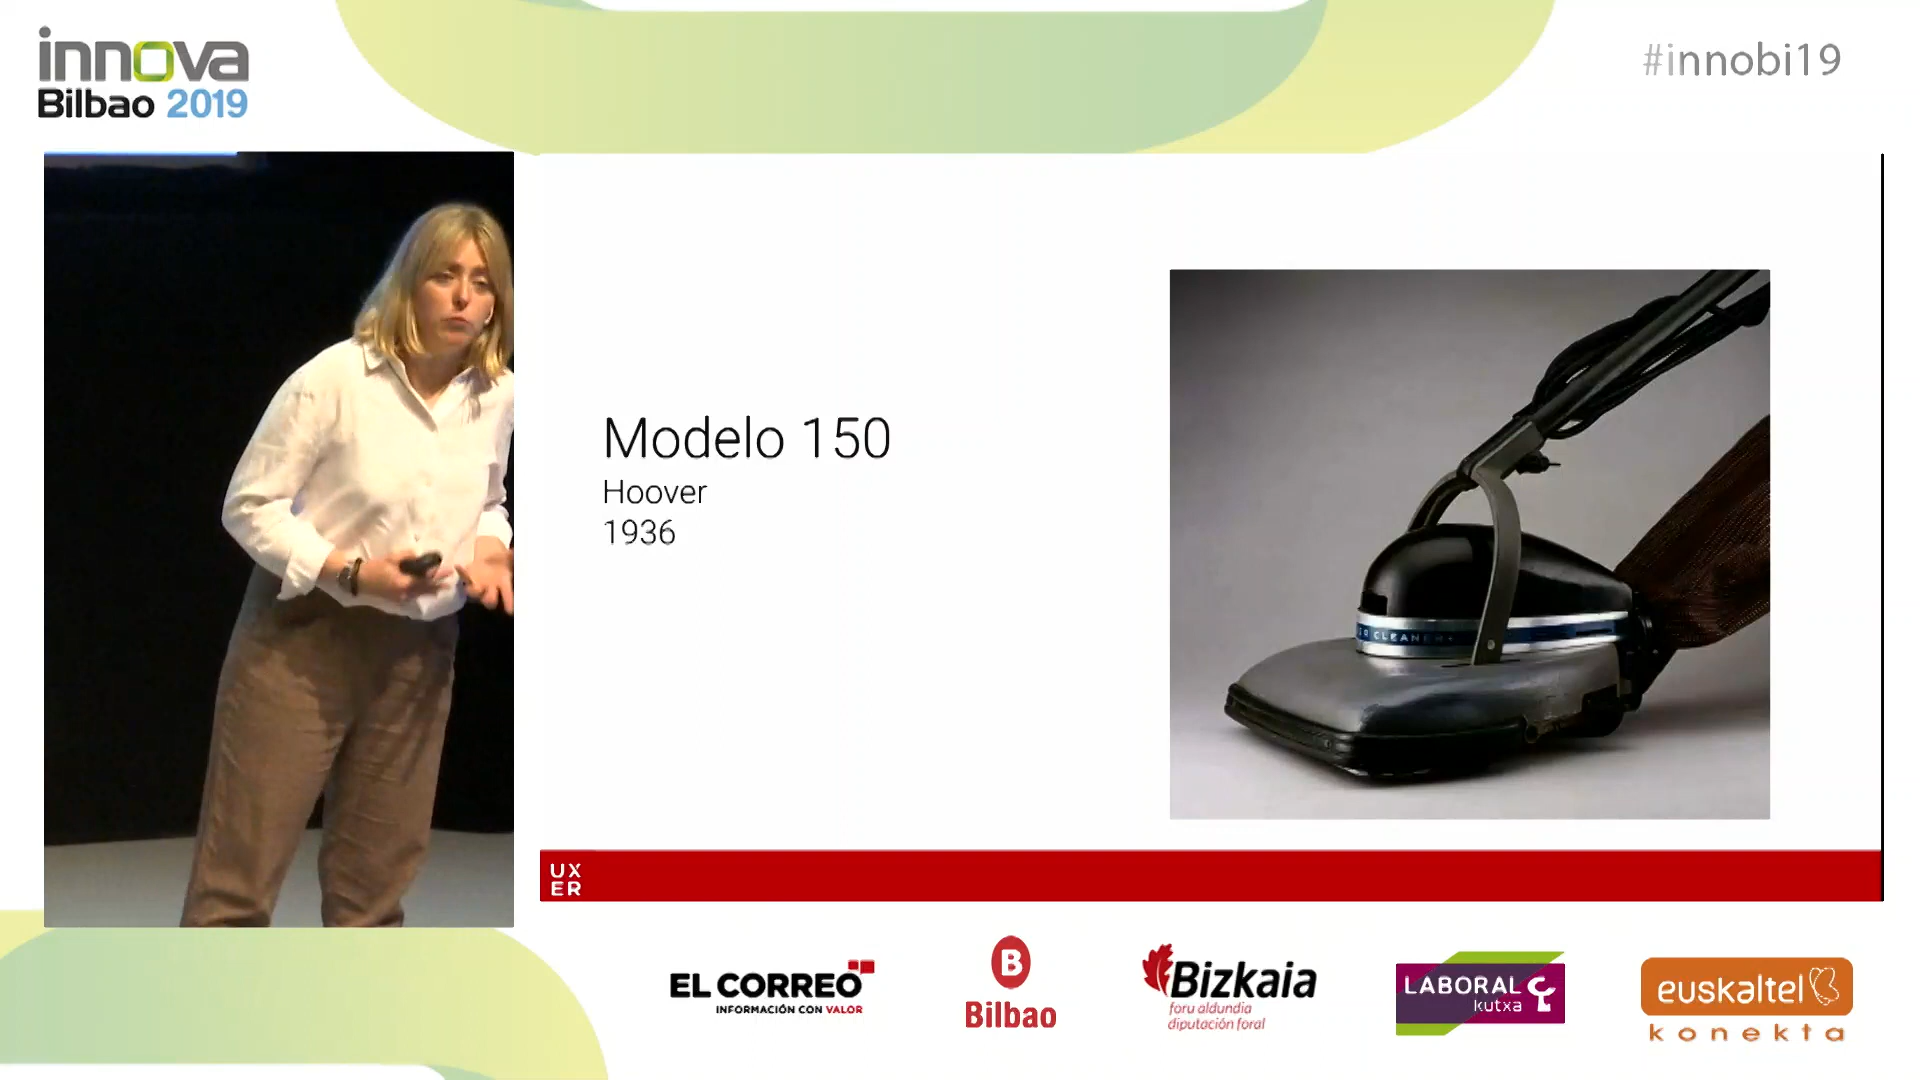 innova
Bilbao 2019
#innobi19
Modelo 150
Hoover
1936
CLEANER
UX
ER
EL CORREO
INFORMACIÓN CON VALOR
B
Bilbao
Bizkaia
foru aldundia
diputación foral
LABORAL
kutxa
euskaltel
konekta